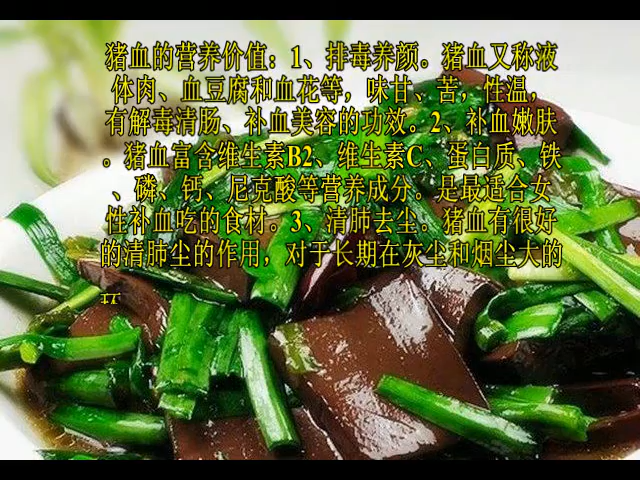 猪血的营养价值：1、排毒养颜。猪血又称液
体肉、血豆腐和血花等，味甘、苦，性温，
有解毒清肠、补血美容的功效。2、补血嫩肤
。猪血富含维生素B2、维生素C、蛋白质、铁
、磷、钙、尼克酸等营养成分。是最适合女
性补血吃的食材。3、清肺去尘。猪血有很好
的清肺尘的作用，对于长期在灰尘和烟尘大的